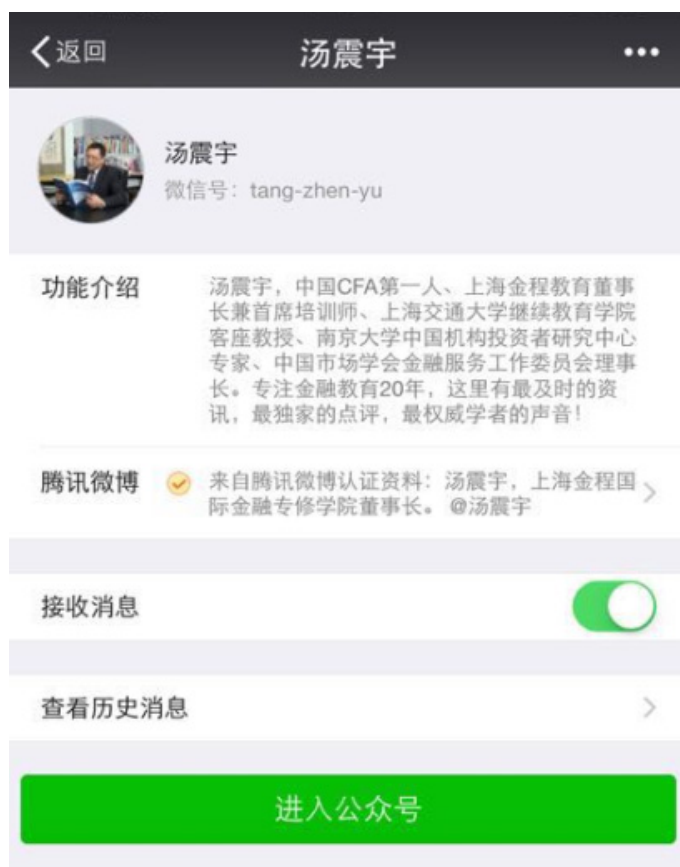 返回
汤震宇
•••
汤震宇
微信号：tang-zhen-yu
功能介绍
汤震宇，中国CFA第一人、上海金程教育董事
长兼首席培训师、上海交通大学继续教育学院
客座教授、南京大学中国机构投资者研究中心
专家、中国市场学会金融服务工作委员会理事
长。专注金融教育20年，这里有最及时的资
讯，最独家的点评，最权威学者的声音！
腾讯微博
来自腾讯微博认证资料：汤震宇，上海金程国
际金融专修学院董事长。 @汤震宇
接收消息
查看历史消息
进入公众号